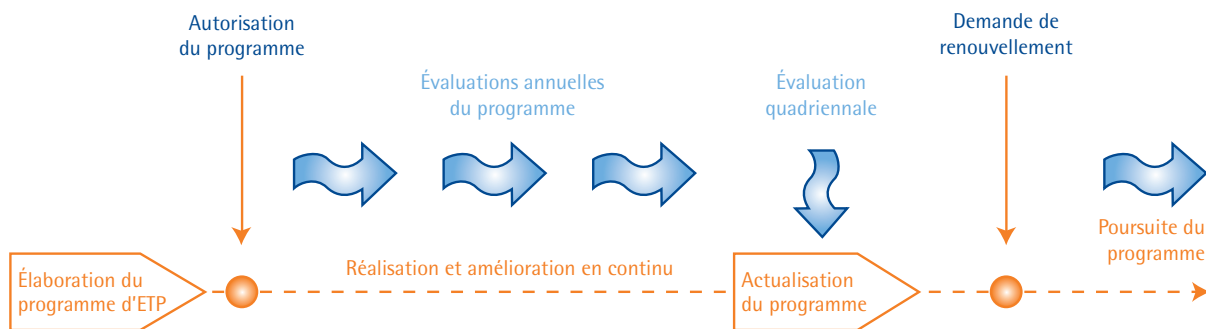 Autorisation
du programme
Demande de
renouvellement
Évaluations annuelles
du programme
Évaluation
quadriennale
Poursuite du
programme
Élaboration du
programme d'ETP
Réalisation et amélioration en continu
Actualisation
du programme